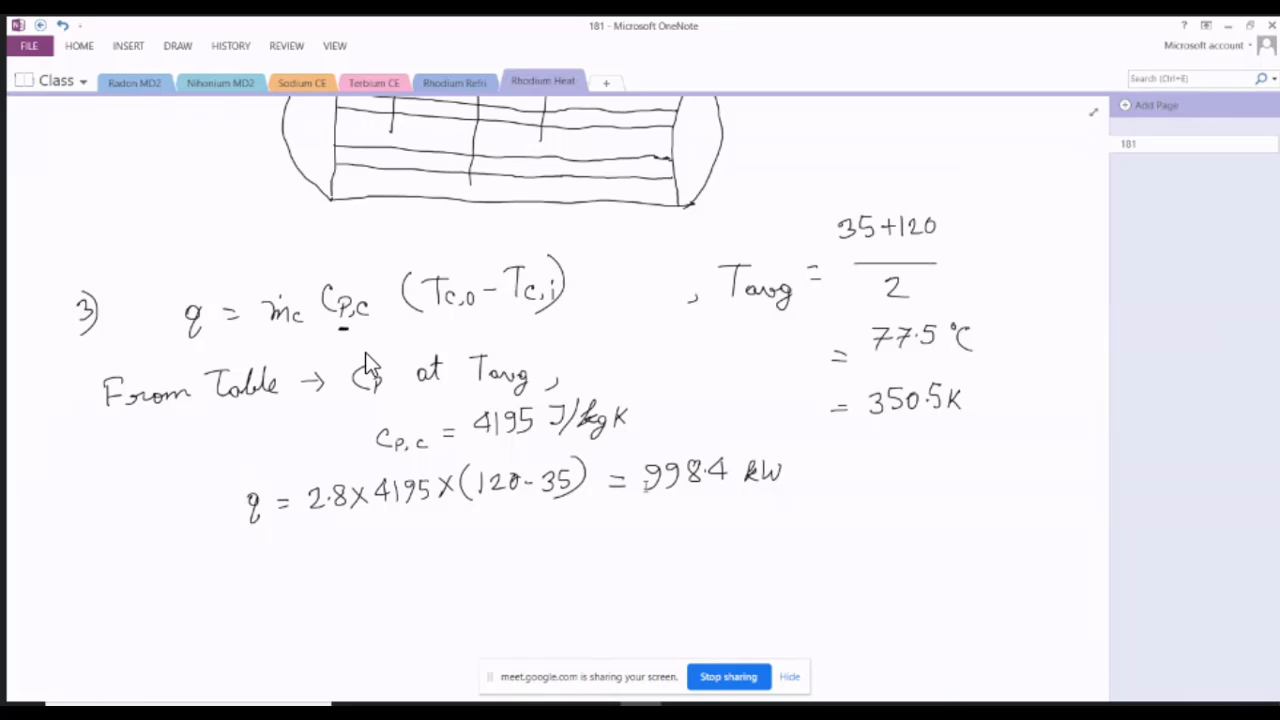 181 - Microsoft OneNote
?
FILE HOME INSERT DRAW HISTORY REVIEW VIEW
Microsoft account
Class
Radon MD2 Nihonium MD2 Sodium CE Terbium CE Rhodium Refri Rhodium Heat +
Search (Ctrl+E)
Add Page
181
3) q = ṁc CP,C (TC,O - TC,i) , Tavg = 35+120 / 2
= 77.5 °C
= 350.5K
From Table → CP at Tavg,
CP,C = 4195 J/kgK
q = 2.8×4195×(120-35) = 998.4 kW
meet.google.com is sharing your screen. Stop sharing Hide